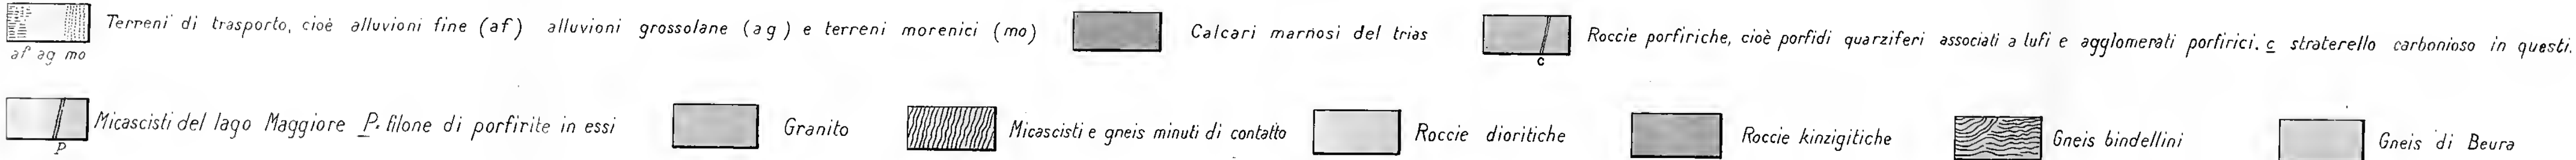 Terreni di trasporto, cioè alluvioni fine (af) alluvioni grossolane (ag) e terreni morenici (mo) Calcari marnosi del trias Roccie porfiriche, cioè porfidi quarziferi associati a tufi e agglomerati porfirici. c straterello carbonioso in questi.
af ag mo c
Micascisti del lago Maggiore P. filone di porfirite in essi Granito Micascisti e gneis minuti di contatto Roccie dioritiche Roccie kinzigitiche Gneis bindellini Gneis di Beura
P